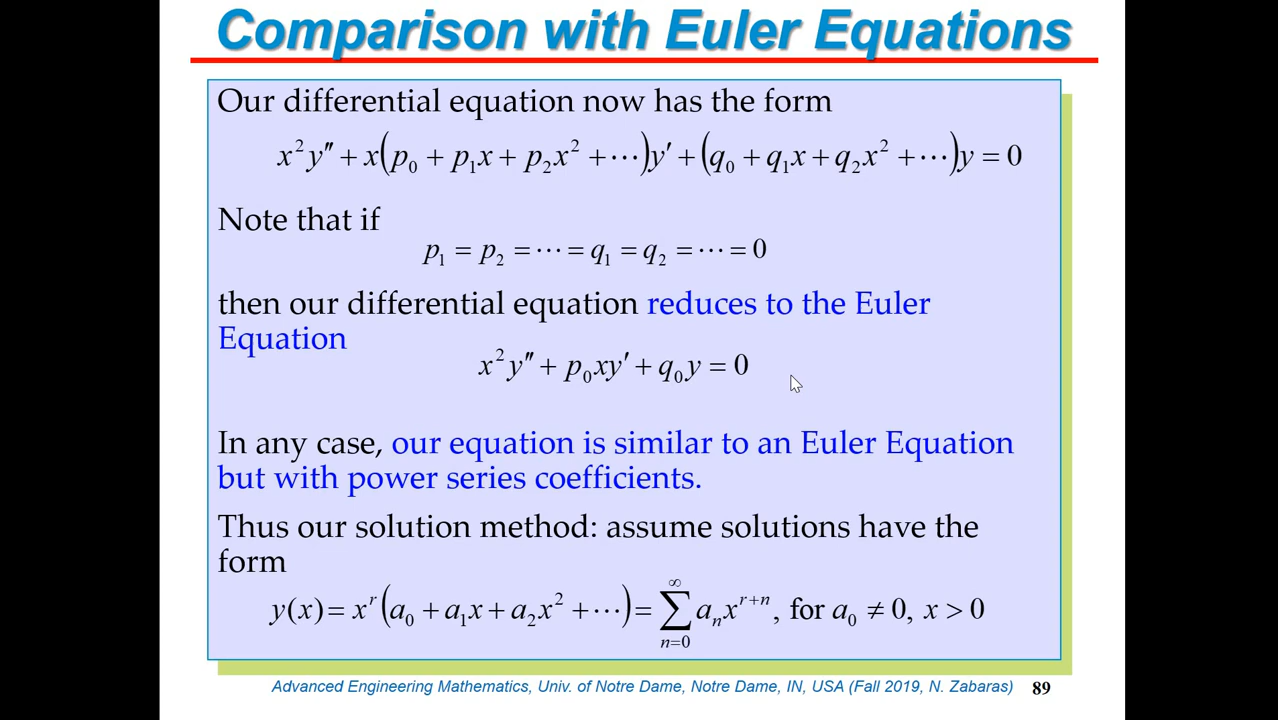 Comparison with Euler Equations
Our differential equation now has the form
x²y″ + x(p₀ + p₁x + p₂x² + ⋯)y′ + (q₀ + q₁x + q₂x² + ⋯)y = 0
Note that if
p₁ = p₂ = ⋯ = q₁ = q₂ = ⋯ = 0
then our differential equation reduces to the Euler
Equation
x²y″ + p₀xy′ + q₀y = 0
In any case, our equation is similar to an Euler Equation
but with power series coefficients.
Thus our solution method: assume solutions have the
form
y(x) = xʳ(a₀ + a₁x + a₂x² + ⋯) = ∑ₙ₌₀^∞ aₙxʳ⁺ⁿ, for a₀ ≠ 0, x > 0
Advanced Engineering Mathematics, Univ. of Notre Dame, Notre Dame, IN, USA (Fall 2019, N. Zabaras) 89